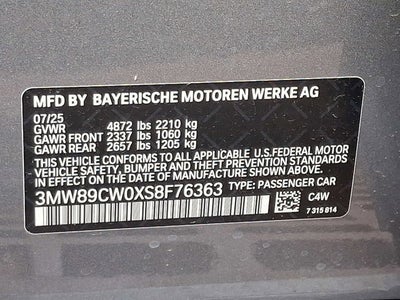 MFD BY BAYERISCHE MOTOREN WERKE AG
07/25
GVWR 4872 lbs 2210 kg
GAWR FRONT 2337 lbs 1060 kg
GAWR REAR 2657 lbs 1205 kg
THIS VEHICLE CONFORMS TO ALL APPLICABLE U.S.FEDERAL MOTOR
VEHICLE SAFETY, BUMPER, AND THEFT PREVENTION STANDARDS
IN EFFECT ON THE DATE OF MANUFACTURE SHOWN ABOVE.
3MW89CW0XS8F76363 TYPE: PASSENGER CAR
C4W
7 315 814